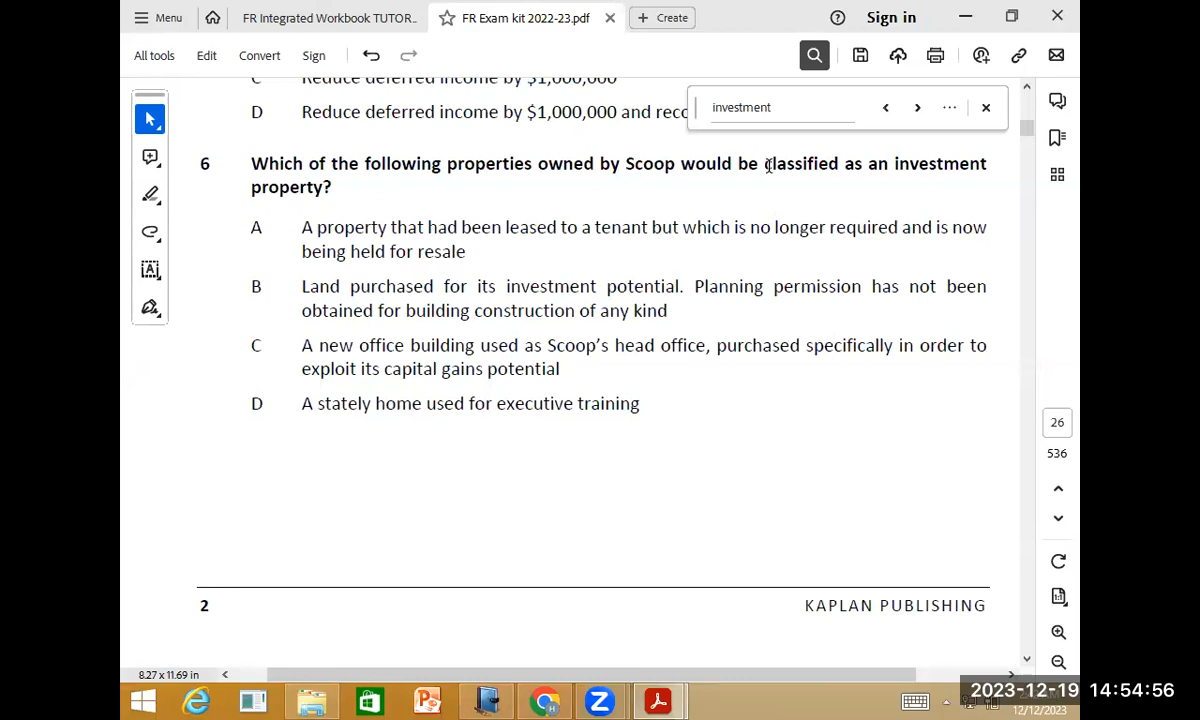 Menu
FR Integrated Workbook TUTOR..
FR Exam kit 2022-23.pdf
Create
Sign in
All tools
Edit
Convert
Sign
C Reduce deferred income by $1,000,000
D Reduce deferred income by $1,000,000 and reco
investment
6 Which of the following properties owned by Scoop would be classified as an investment
property?
A A property that had been leased to a tenant but which is no longer required and is now
being held for resale
B Land purchased for its investment potential. Planning permission has not been
obtained for building construction of any kind
C A new office building used as Scoop's head office, purchased specifically in order to
exploit its capital gains potential
D A stately home used for executive training
26
536
2 KAPLAN PUBLISHING
8.27 x 11.69 in
2023-12-19 14:54:56
12/12/2023